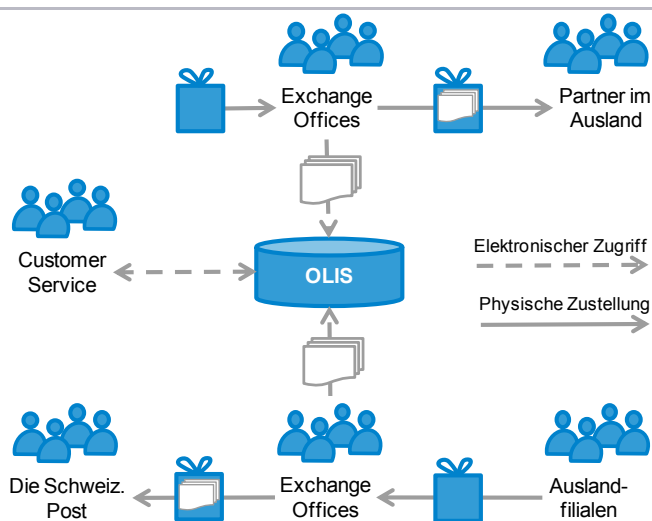 Exchange
Offices
Partner im
Ausland
Customer
Service
OLIS
Elektronischer Zugriff
Physische Zustellung
Die Schweiz.
Post
Exchange
Offices
Ausland-
filialen